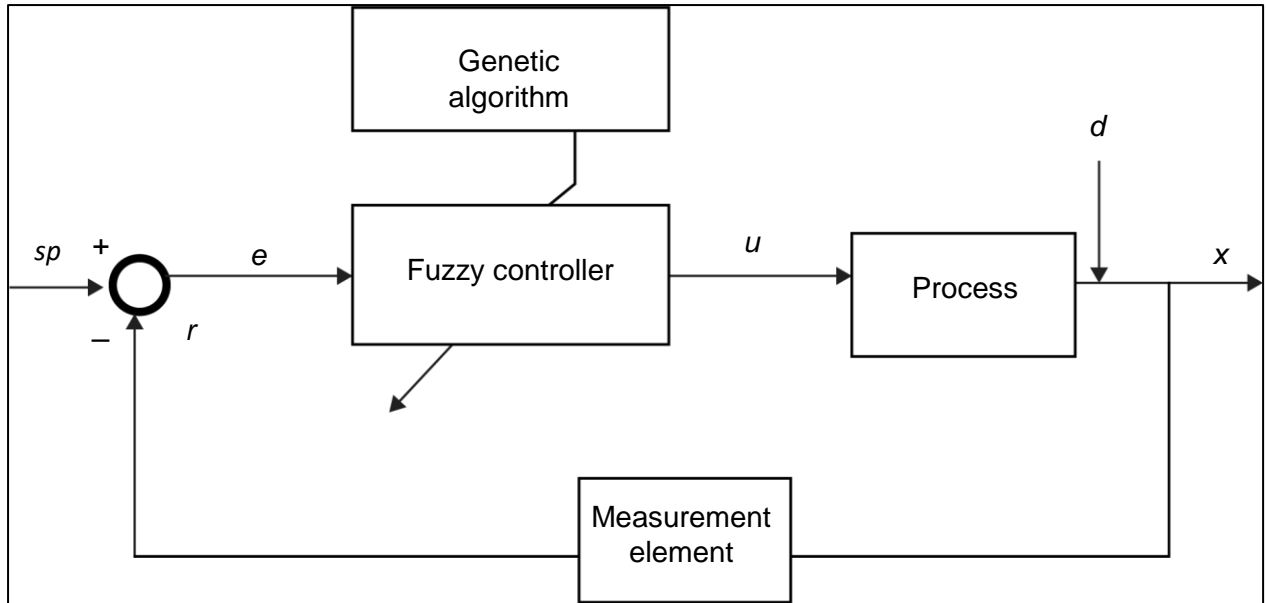 Genetic
algorithm
d
sp
+
e
Fuzzy controller
u
Process
x
–
r
Measurement
element